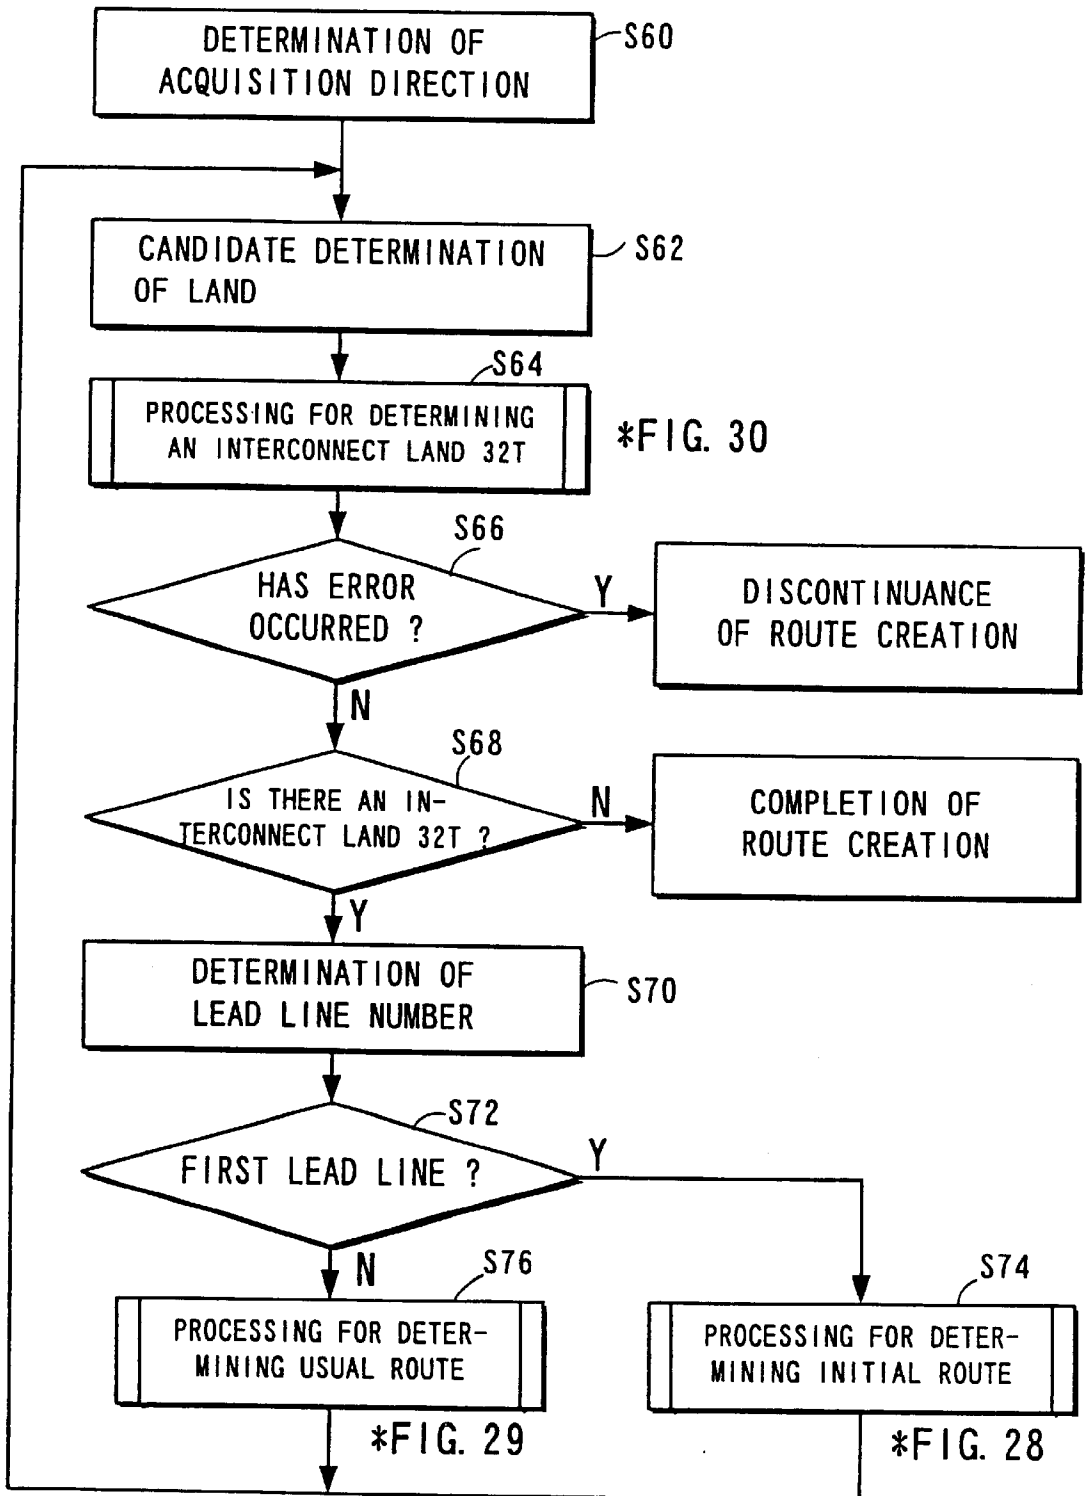 DETERMINATION OF
ACQUISITION DIRECTION
S60
CANDIDATE DETERMINATION
OF LAND
S62
S64
PROCESSING FOR DETERMINING
AN INTERCONNECT LAND 32T
*FIG. 30
S66
HAS ERROR
OCCURRED ?
Y
DISCONTINUANCE
OF ROUTE CREATION
N
S68
IS THERE AN IN-
TERCONNECT LAND 32T ?
N
COMPLETION OF
ROUTE CREATION
Y
DETERMINATION OF
LEAD LINE NUMBER
S70
S72
FIRST LEAD LINE ?
Y
N
S76
PROCESSING FOR DETER-
MINING USUAL ROUTE
*FIG. 29
S74
PROCESSING FOR DETER-
MINING INITIAL ROUTE
*FIG. 28